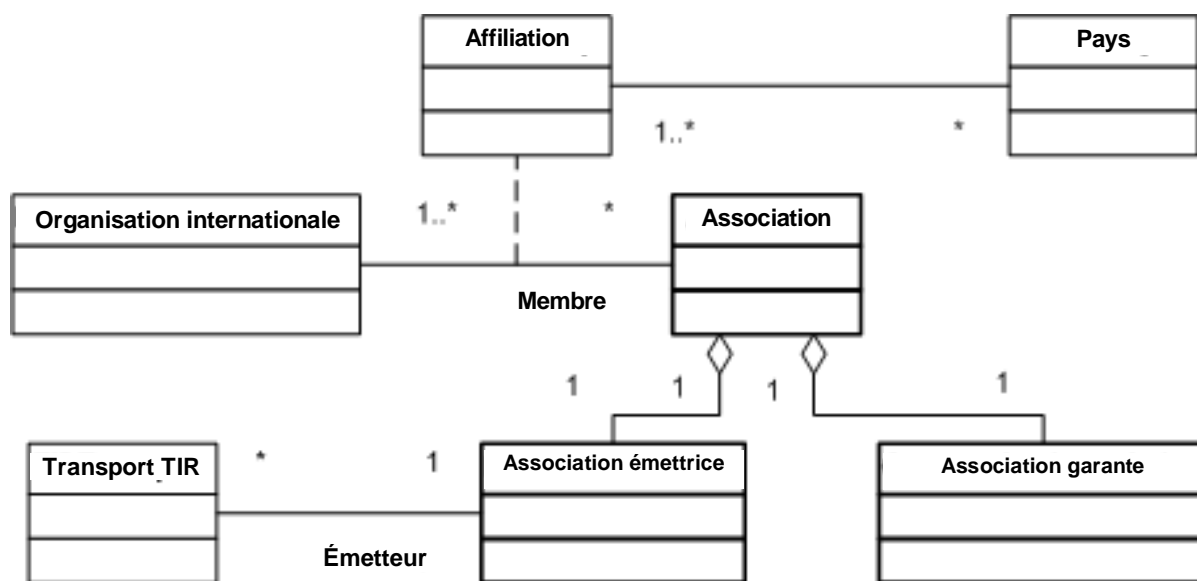 Affiliation
Pays
1..*
*
Organisation internationale
1..*
*
Association
Membre
1
1
1
1
Transport TIR
*
1
Association émettrice
Association garante
Émetteur